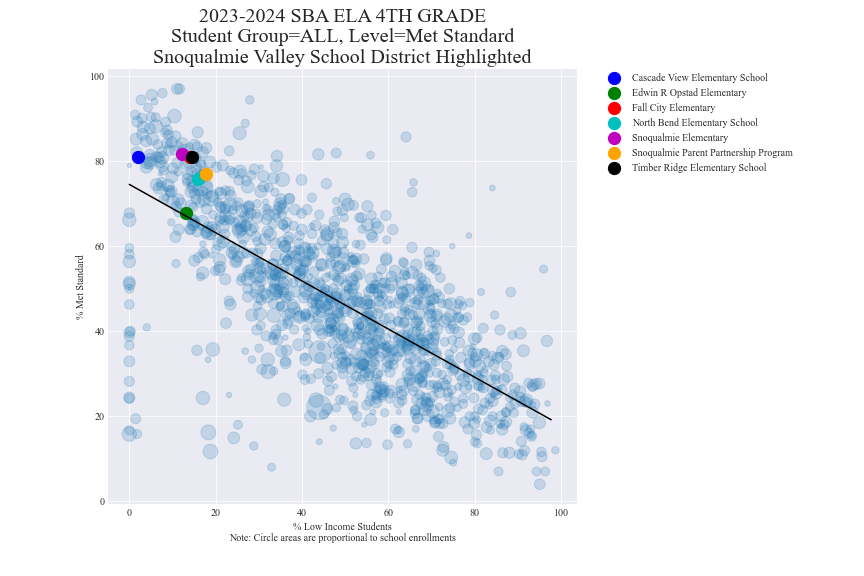 2023-2024 SBA ELA 4TH GRADE
Student Group=ALL, Level=Met Standard
Snoqualmie Valley School District Highlighted
100
80
60
40
20
0
% Met Standard
0 20 40 60 80 100
% Low Income Students
Note: Circle areas are proportional to school enrollments
Cascade View Elementary School
Edwin R Opstad Elementary
Fall City Elementary
North Bend Elementary School
Snoqualmie Elementary
Snoqualmie Parent Partnership Program
Timber Ridge Elementary School